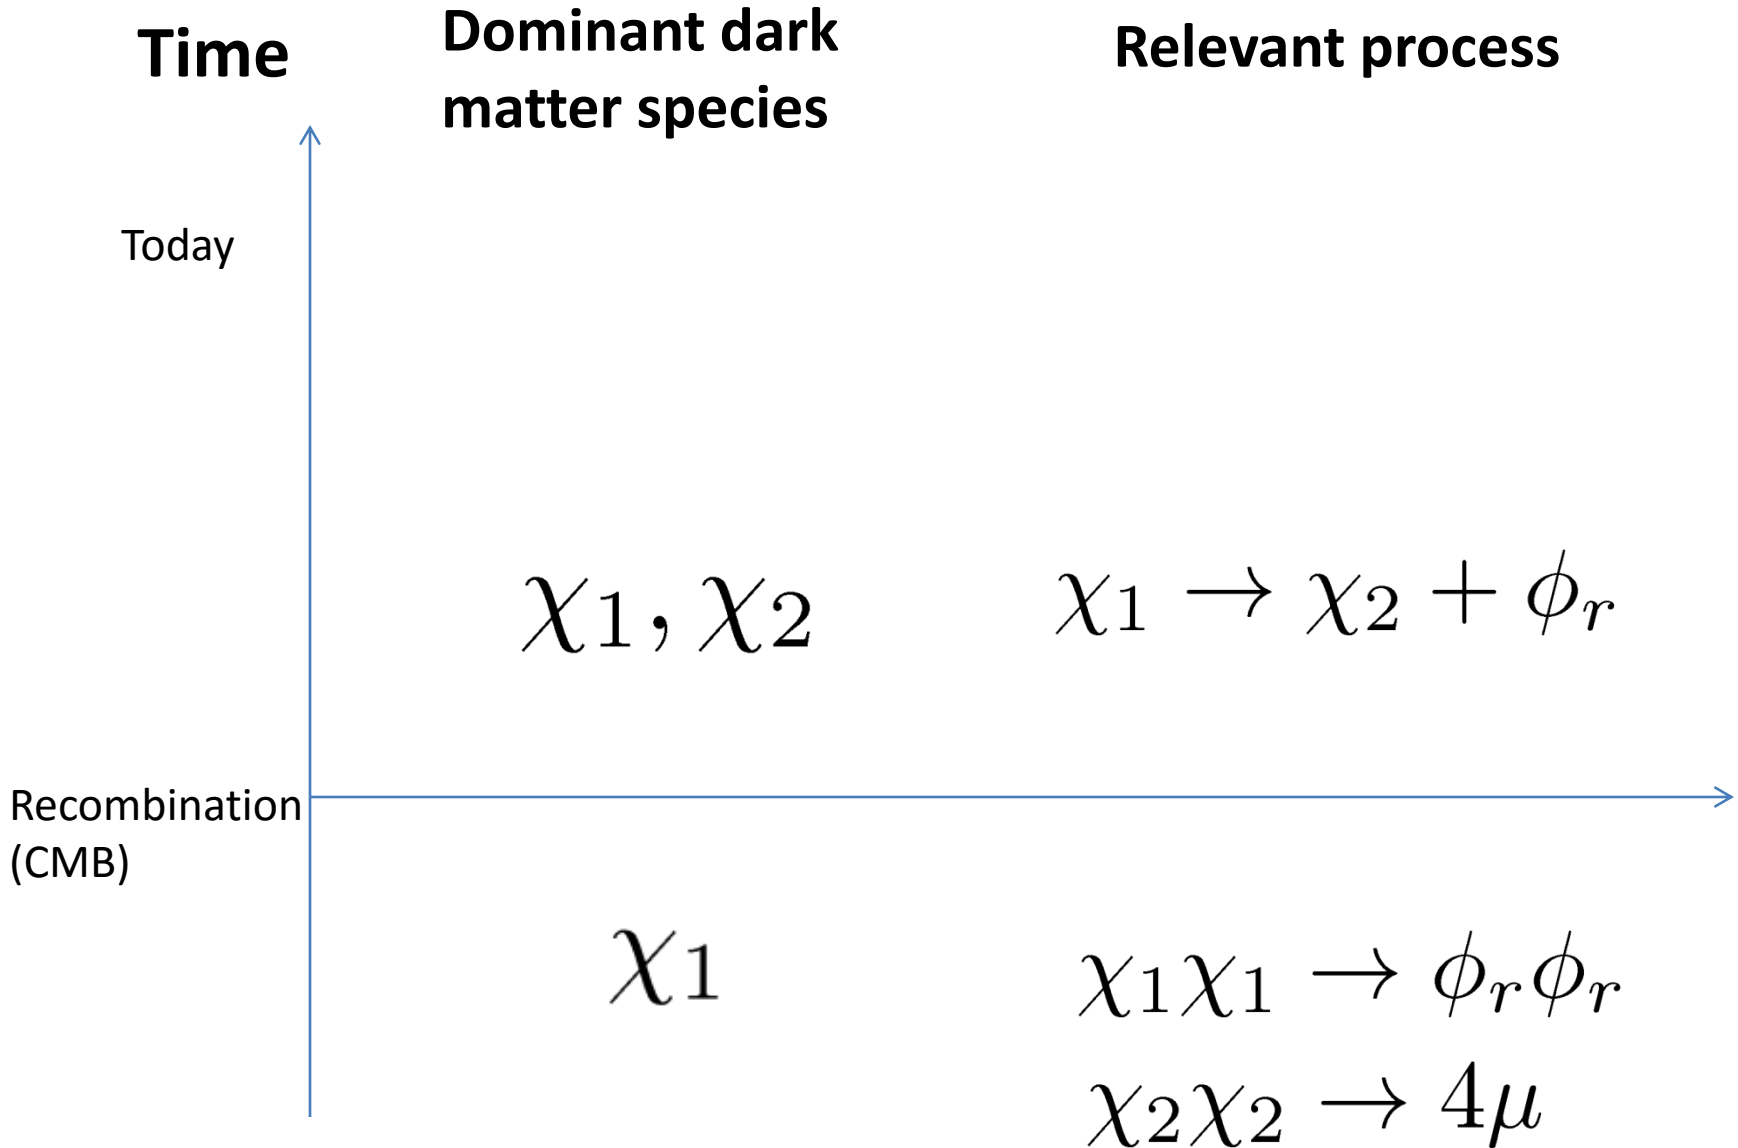 Time
Dominant dark
matter species
Relevant process
Today
χ₁, χ₂
χ₁ → χ₂ + ϕᵣ
Recombination
(CMB)
χ₁
χ₁χ₁ → ϕᵣϕᵣ
χ₂χ₂ → 4μ